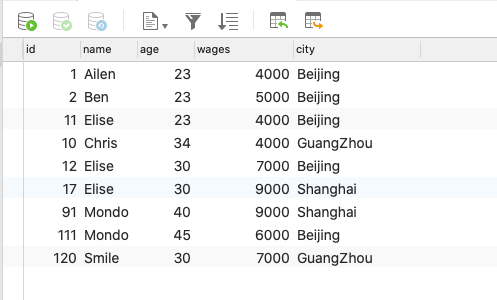 id name age wages city
1 Ailen 23 4000 Beijing
2 Ben 23 5000 Beijing
11 Elise 23 4000 Beijing
10 Chris 34 4000 GuangZhou
12 Elise 30 7000 Beijing
17 Elise 30 9000 Shanghai
91 Mondo 40 9000 Shanghai
111 Mondo 45 6000 Beijing
120 Smile 30 7000 GuangZhou